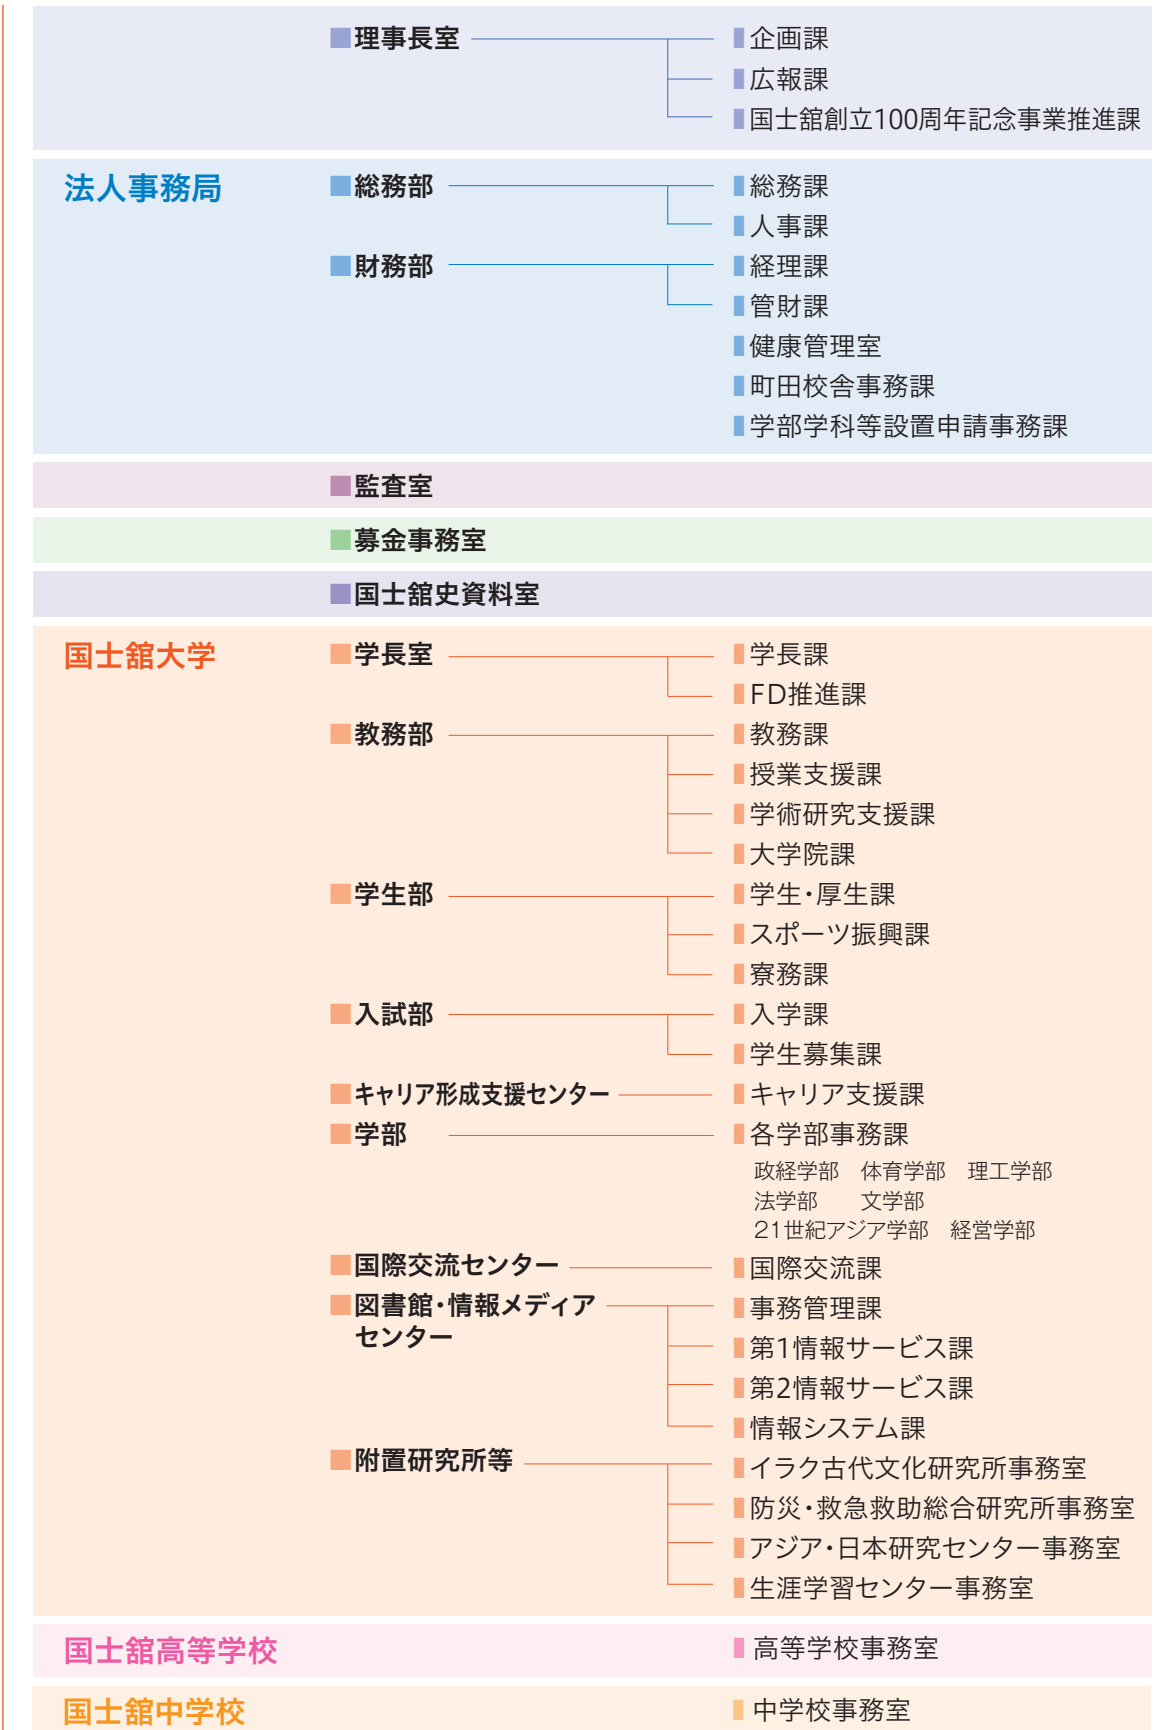 理事長室 企画課
広報課
国士舘創立100周年記念事業推進課
法人事務局 総務部 総務課
人事課
財務部 経理課
管財課
健康管理室
町田校舎事務課
学部学科等設置申請事務課
監査室
募金事務室
国士舘史資料室
国士舘大学 学長室 学長課
FD推進課
教務部 教務課
授業支援課
学術研究支援課
大学院課
学生部 学生・厚生課
スポーツ振興課
寮務課
入試部 入学課
学生募集課
キャリア形成支援センター キャリア支援課
学部 各学部事務課
政経学部 体育学部 理工学部
法学部 文学部
21世紀アジア学部 経営学部
国際交流センター 国際交流課
図書館・情報メディア 事務管理課
センター
第1情報サービス課
第2情報サービス課
情報システム課
附置研究所等 イラク古代文化研究所事務室
防災・救急救助総合研究所事務室
アジア・日本研究センター事務室
生涯学習センター事務室
国士舘高等学校 高等学校事務室
国士舘中学校 中学校事務室